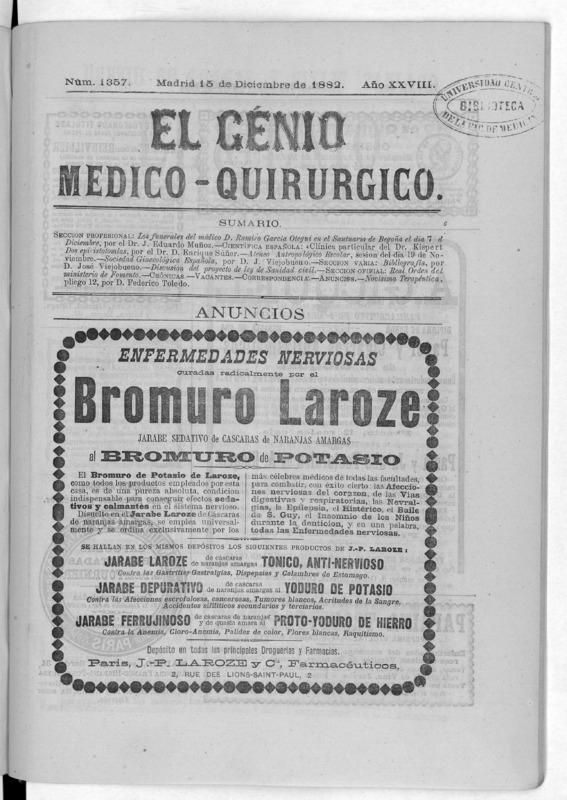 Núm. 1357. Madrid 15 de Diciembre de 1882. Año XXVIII.
UNIVERSIDAD CENTRAL
BIBLIOTECA
DE LA FAC. DE MEDICINA
EL GÉNIO
MEDICO-QUIRURGICO.
SUMARIO.
SECCION PROFESIONAL: Los funerales del médico D. Ramiro Garcia Otegui en el Santuario de Begoña el dia 7 de
Diciembre, por el Dr. J. Eduardo Muñoz.—CIENTÍFICA ESPAÑOLA: «Clínica particular del Dr. Kispert
Dos epi-istolomias, por el Dr. D. Enrique Súñer.—Ateneo Antropológico Escolar, sesion del dia 19 de No-
viembre.—Sociedad Ginecológica Española, por D. J. Viejobueno.—SECCION VARIA: Bibliografía, por
D. José Viejobueno.—Discusion del proyecto de ley de Sanidad civil.—SECCION OFICIAL: Real Orden del
ministerio de Fomento.—CRÓNICAS.—VACANTES.—CORRESPONDENCIA.—ANUNCIOS.—Novísima Terapéutica,
pliego 12, por D. Federico Toledo.
ANUNCIOS
ENFERMEDADES NERVIOSAS
curadas radicalmente por el
Bromuro Laroze
JARABE SEDATIVO de CASCARAS de NARANJAS AMARGAS
al BROMURO de POTASIO
El Bromuro de Potasio de Laroze,
como todos los productos empleados por esta
casa, es de una pureza absoluta, condicion
indispensable para conseguir efectos seda-
tivos y calmantes en el sistema nervioso.
Disuelto en el Jarabe Laroze de cáscaras
de naranjas amargas, se emplea universal-
mente y se ordina exclusivamente por los
más célebres médicos de todas las facultades,
para combatir, con éxito cierto: las Afeccio-
nes nerviosas del corazon, de las Vias
digestivas y respiratorias, las Nevral-
gias, la Epilepsia, el Histérico, el Baile
de S. Guy, el Insomnio de los Niños
durante la denticion, y en una palabra,
todas las Enfermedades nerviosas.
SE HALLAN EN LOS MISMOS DEPÓSITOS LOS SIGUIENTES PRODUCTOS DE J.-P. LAROZE:
JARABE LAROZE de cáscaras de naranjas amargas TONICO, ANTI-NERVIOSO
Contra las Gastrítis, Gastralgias, Dispepsias y Calambres de Estomago.
JARABE DEPURATIVO de cáscaras de naranjas amargas al YODURO DE POTASIO
Contra las Afecciones escrofulosas, cancerosas, Tumores blancos, Acritudes de la Sangre,
Accidentes sifilíticos secundarios y terciarios.
JARABE FERRUJINOSO de cáscaras de naranjas y de quasia amara al PROTO-YODURO DE HIERRO
Contra la Anemia, Cloro-Anemia, Palidez de color, Flores blancas, Raquitismo.
Depósito en todas las principales Droguerías y Farmacias.
Paris, J.-P. LAROZE y Cª, Farmacéuticos,
2, RUE DES LIONS-SAINT-PAUL, 2